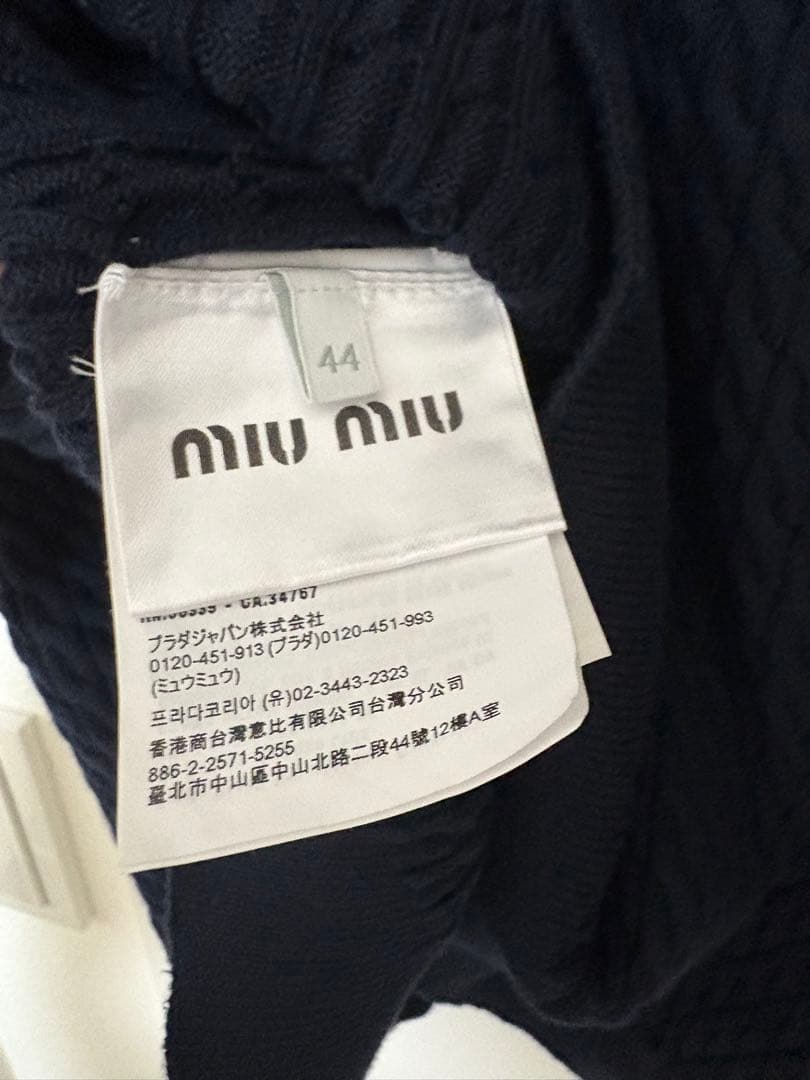 44
miu miu
CA.34767
プラダジャパン株式会社
0120-451-913 (プラダ)0120-451-993
(ミュウミュウ)
프라다코리아 (유)02-3443-2323
香港商台灣意比有限公司台灣分公司
886-2-2571-5255
臺北市中山區中山北路二段44號12樓A室